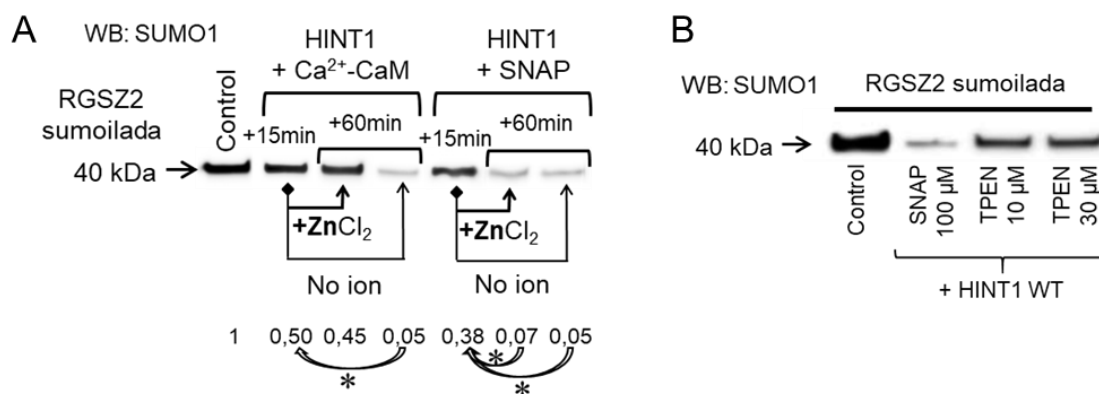 A
WB: SUMO1
HINT1
+ Ca²⁺-CaM
HINT1
+ SNAP
RGSZ2
sumoilada
Control
+15min
+60min
+15min
+60min
40 kDa
+ZnCl₂
+ZnCl₂
No ion
No ion
1 0,50 0,45 0,05 0,38 0,07 0,05
* * *
B
WB: SUMO1
RGSZ2 sumoilada
40 kDa
Control
SNAP
100 µM
TPEN
10 µM
TPEN
30 µM
+ HINT1 WT